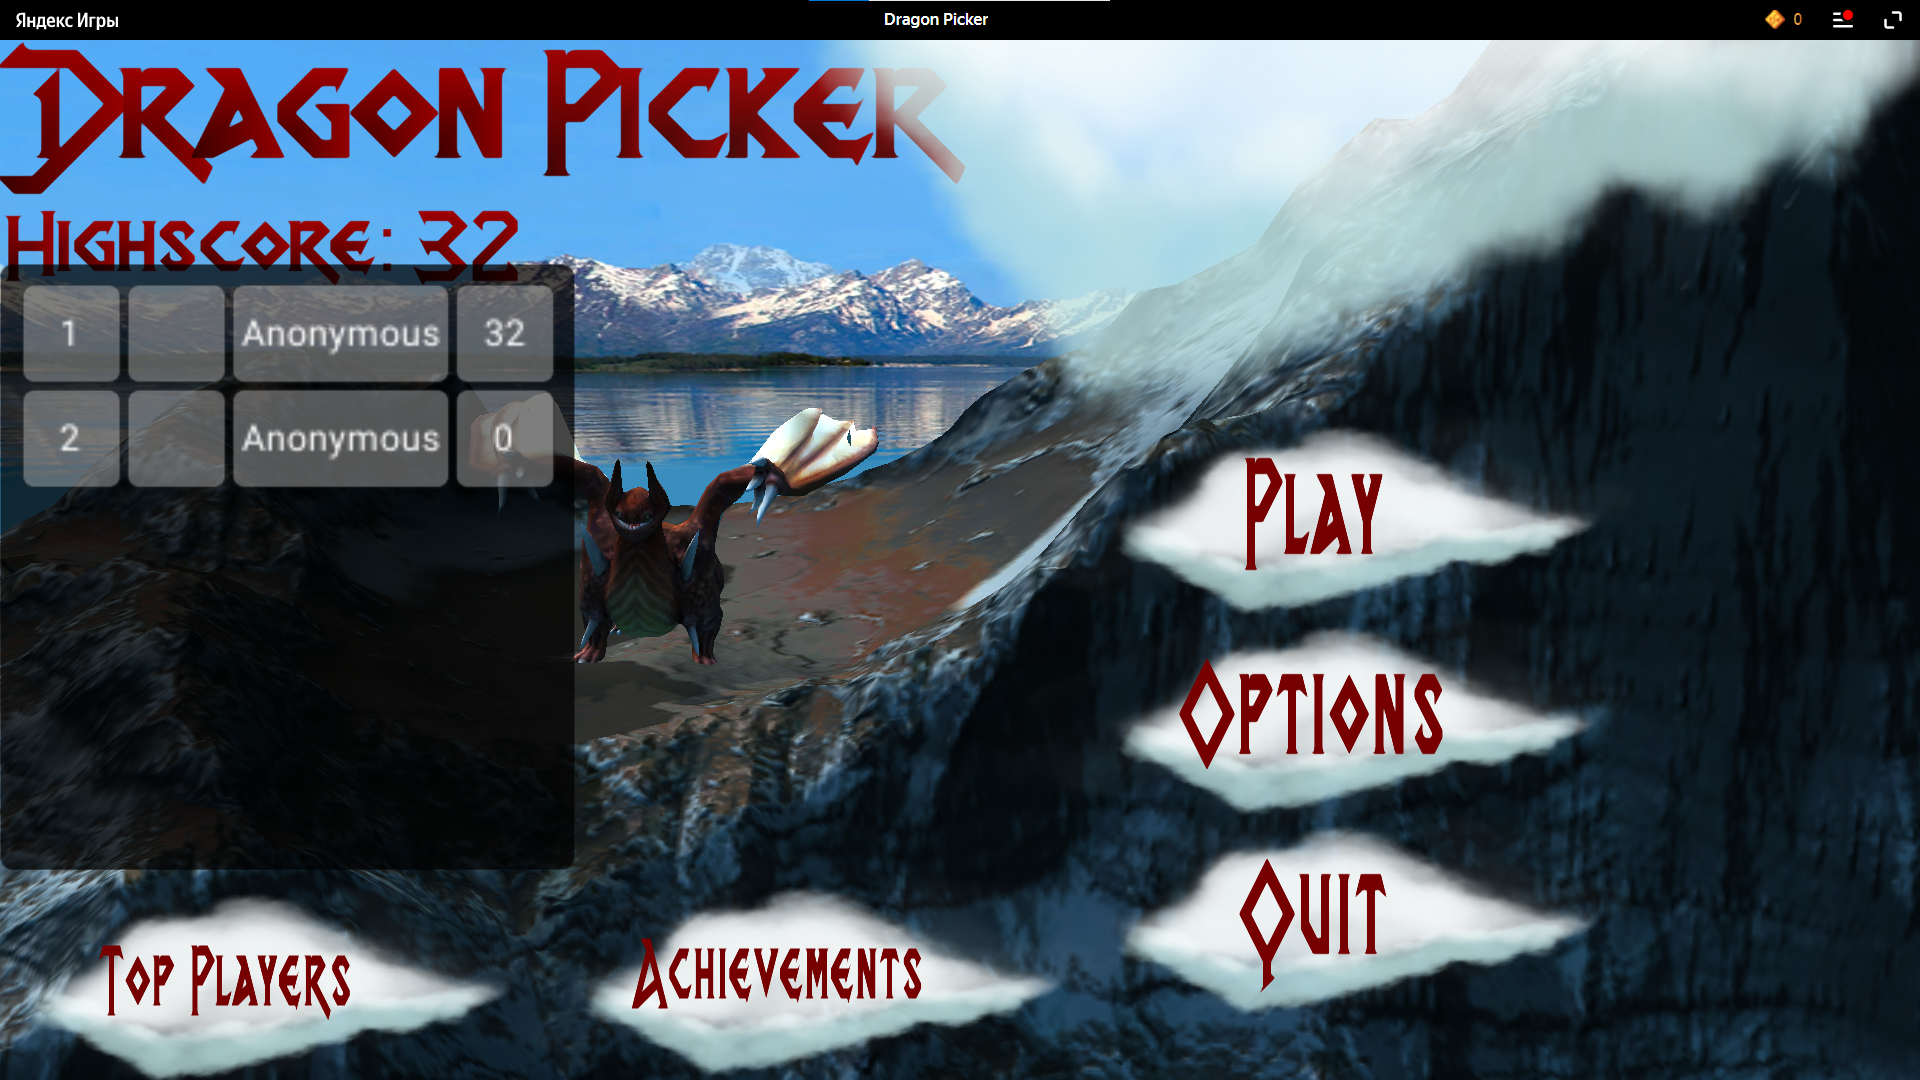 Яндекс Игры
Dragon Picker
0
Dragon Picker
Highscore: 32
1 Anonymous 32
2 Anonymous 0
Play
Options
Quit
Top Players
Achievements